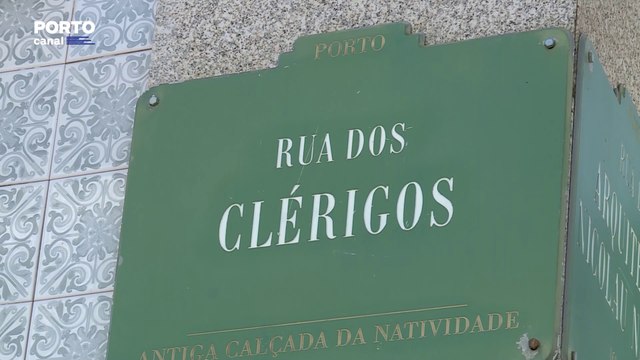 PORTO
canal
PORTO
RUA DOS
CLÉRIGOS
ANTIGA CALÇADA DA NATIVIDADE